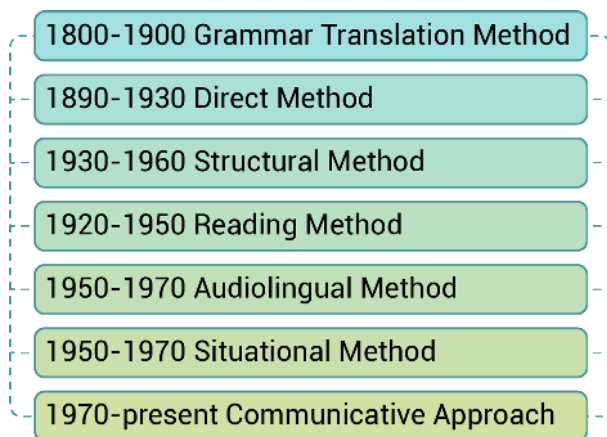 1800-1900 Grammar Translation Method
1890-1930 Direct Method
1930-1960 Structural Method
1920-1950 Reading Method
1950-1970 Audiolingual Method
1950-1970 Situational Method
1970-present Communicative Approach